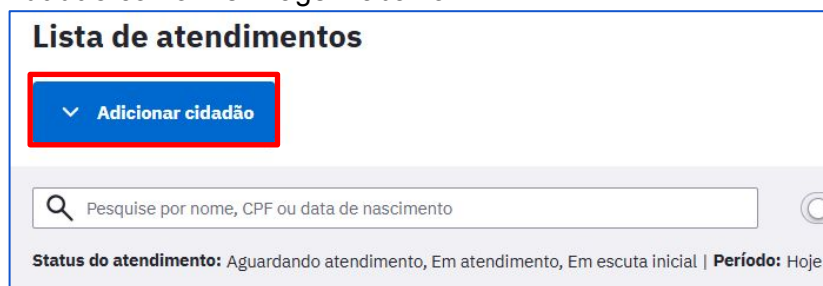 Lista de atendimentos
Adicionar cidadão
Pesquise por nome, CPF ou data de nascimento
Status do atendimento: Aguardando atendimento, Em atendimento, Em escuta inicial | Período: Hoje